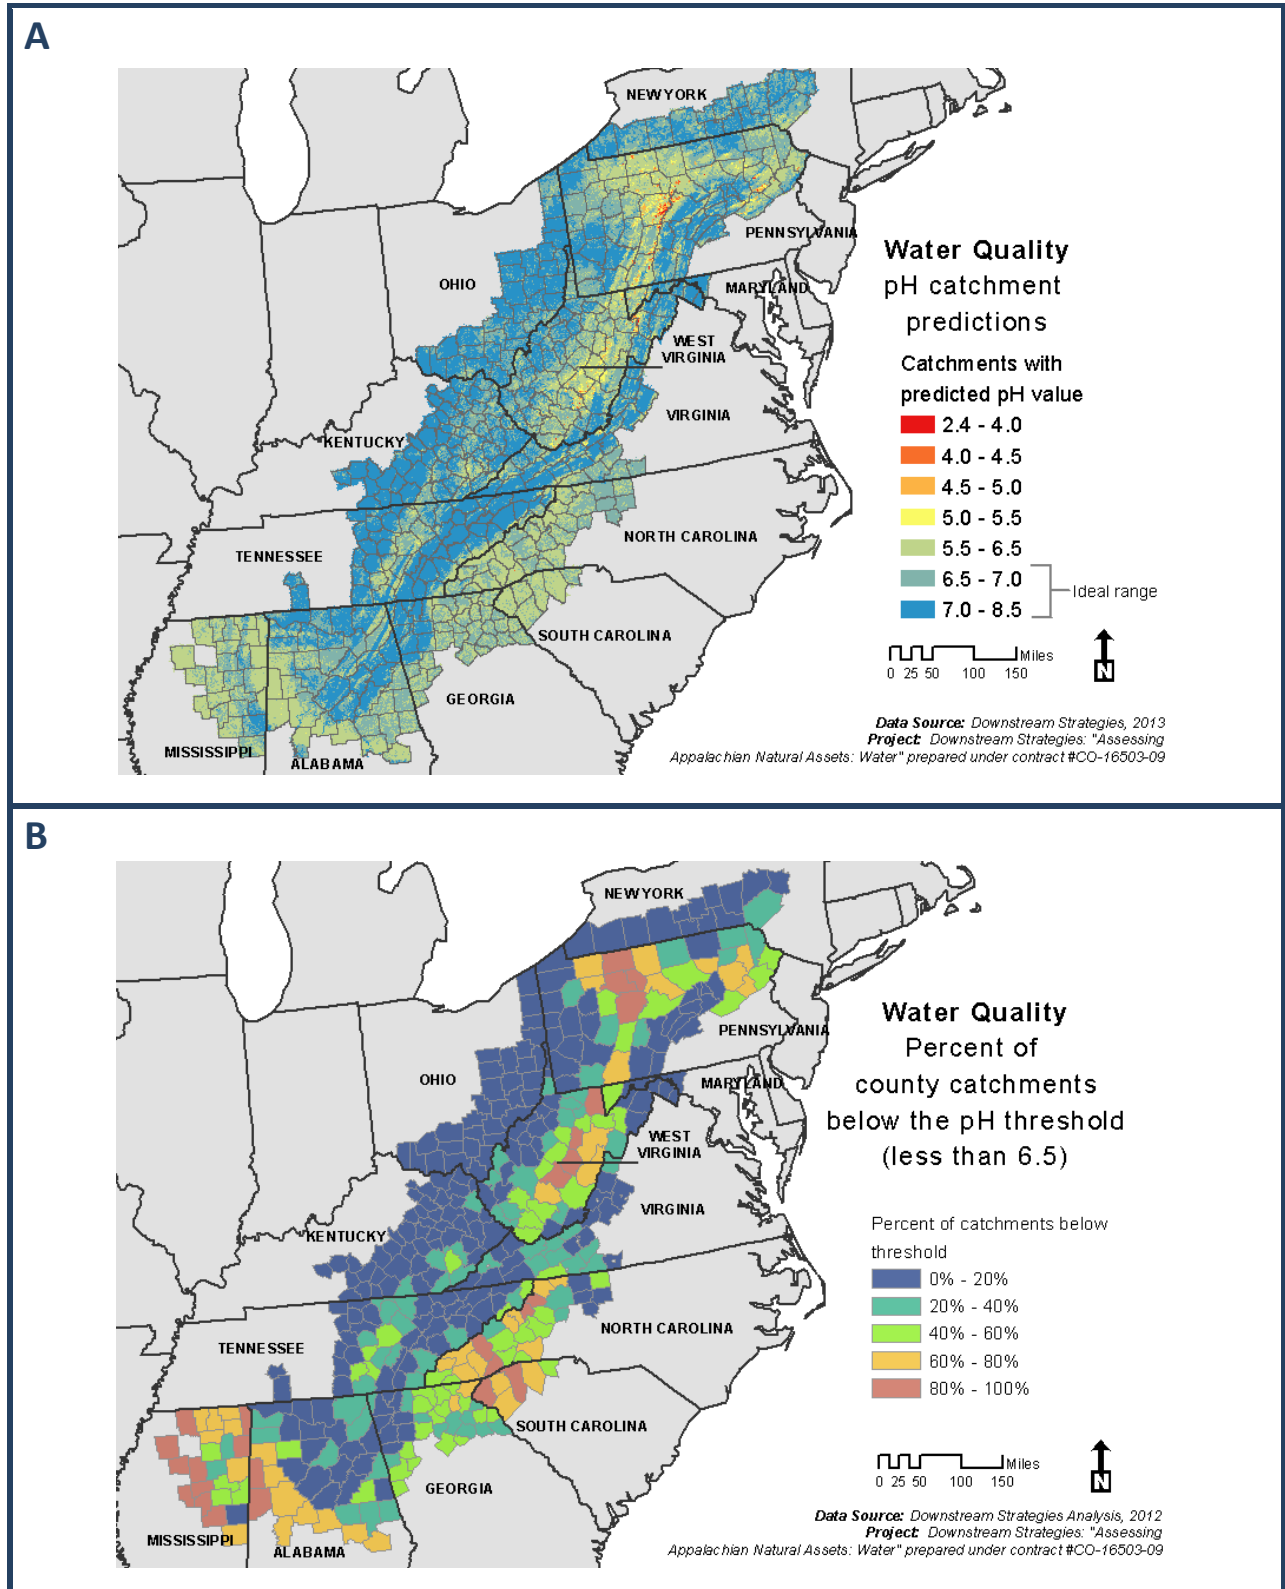 A
NEW YORK
PENNSYLVANIA
OHIO
MARYLAND
WEST
VIRGINIA
VIRGINIA
KENTUCKY
NORTH CAROLINA
TENNESSEE
SOUTH CAROLINA
GEORGIA
MISSISSIPPI
ALABAMA
Water Quality
pH catchment
predictions
Catchments with
predicted pH value
2.4 - 4.0
4.0 - 4.5
4.5 - 5.0
5.0 - 5.5
5.5 - 6.5
6.5 - 7.0
7.0 - 8.5
Ideal range
Miles
0 25 50 100 150
N
Data Source: Downstream Strategies, 2013
Project: Downstream Strategies: "Assessing
Appalachian Natural Assets: Water" prepared under contract #CO-16503-09
B
NEW YORK
PENNSYLVANIA
OHIO
MARYLAND
WEST
VIRGINIA
VIRGINIA
KENTUCKY
NORTH CAROLINA
TENNESSEE
SOUTH CAROLINA
GEORGIA
MISSISSIPPI
ALABAMA
Water Quality
Percent of
county catchments
below the pH threshold
(less than 6.5)
Percent of catchments below
threshold
0% - 20%
20% - 40%
40% - 60%
60% - 80%
80% - 100%
Miles
0 25 50 100 150
N
Data Source: Downstream Strategies Analysis, 2012
Project: Downstream Strategies: "Assessing
Appalachian Natural Assets: Water" prepared under contract #CO-16503-09